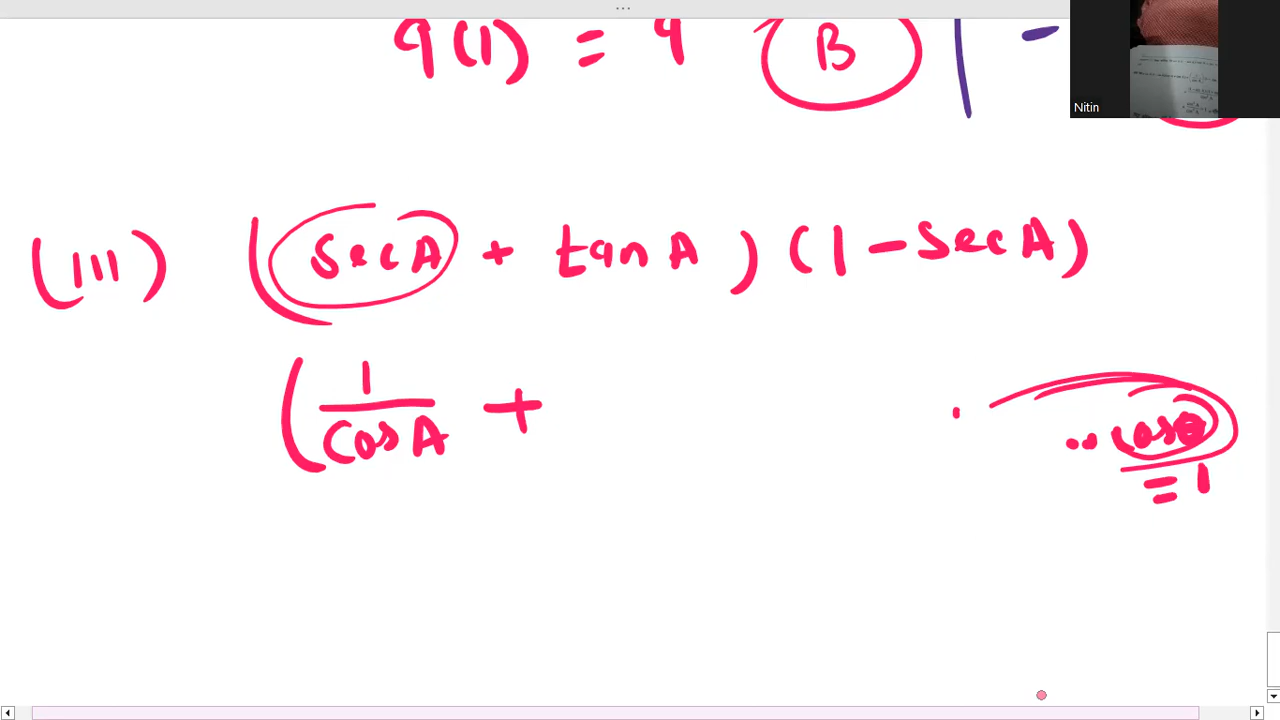 9(1) = 9 B | -
Nitin
(III) (SecA + tanA) (1 - SecA)
(1/CosA +
cosθ
= 1